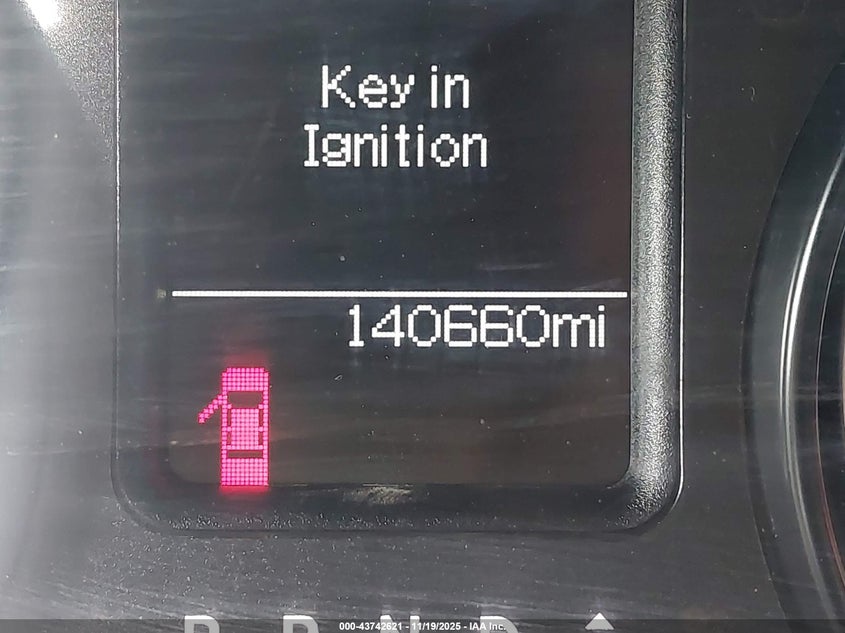 Key in
Ignition
140660mi
P R N D
000-43742621 - 11/19/2025 - IAA Inc.